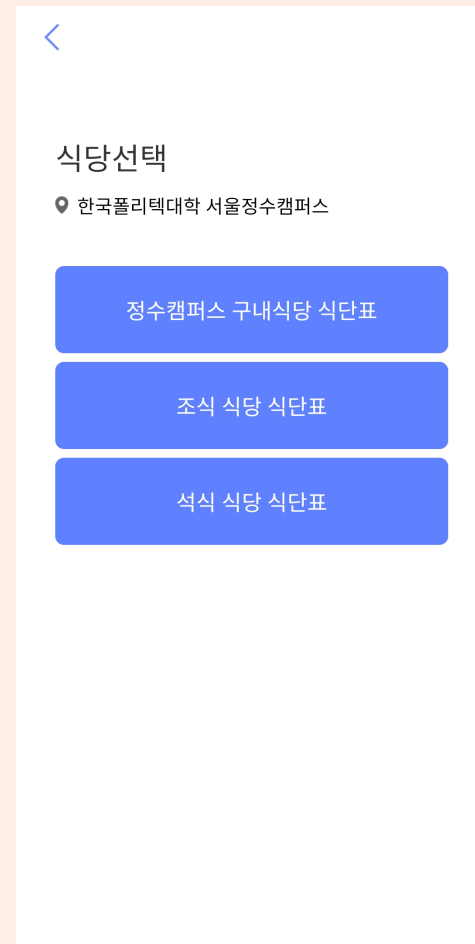 식당선택
한국폴리텍대학 서울정수캠퍼스
정수캠퍼스 구내식당 식단표
조식 식당 식단표
석식 식당 식단표